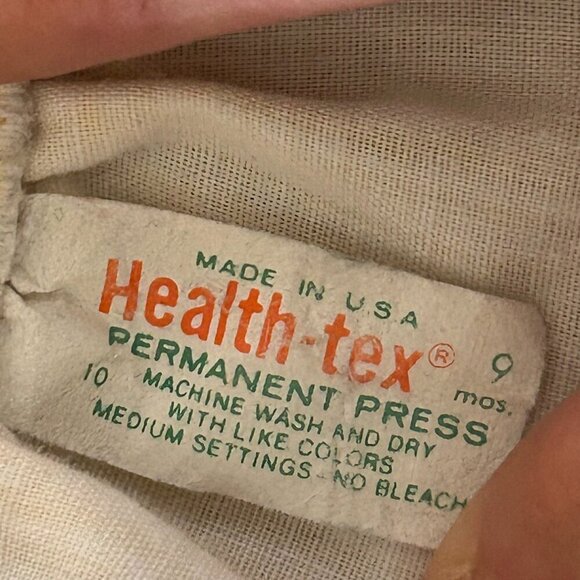 MADE IN U.S.A
Health-tex® 9 mos.
PERMANENT PRESS
10 MACHINE WASH AND DRY
WITH LIKE COLORS
MEDIUM SETTINGS - NO BLEACH